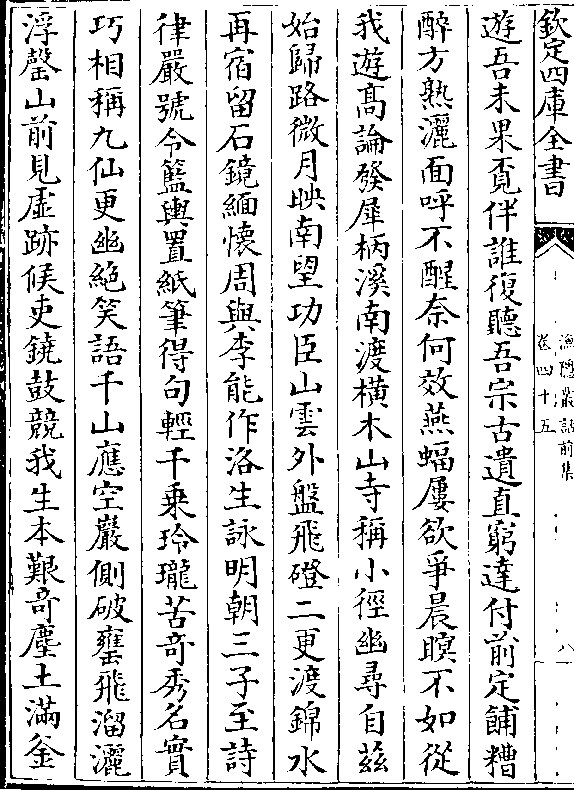 欽定四庫全書
漁隱叢話前集
卷四十五
八
遊吾未果覔伴誰復聽吾宗古遺直窮達付前定餔糟
醉方熟灑面呼不醒奈何效燕蝠屢欲爭晨瞑不如從
我遊髙論發犀柄溪南渡橫木山寺稱小徑幽尋自兹
始歸路微月映南望功臣山雲外盤飛磴二更渡錦水
再宿留石鏡緬懷周與李能作洛生詠明朝三子至詩
律嚴號令籃輿置紙筆得句輕千乘玲瓏苦奇秀名實
巧相稱九仙更幽絶笑語千山應空巖側破甕飛溜灑
浮罄山前見虛跡候吏鐃鼓競我生本艱奇塵土滿釜